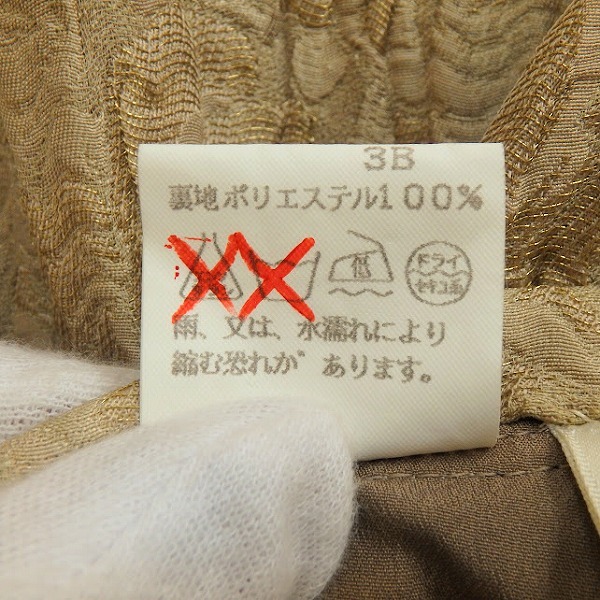 3B
裏地ポリエステル100%
低
ドライ
セキユ系
雨、又は、水濡れにより
縮む恐れが あります。